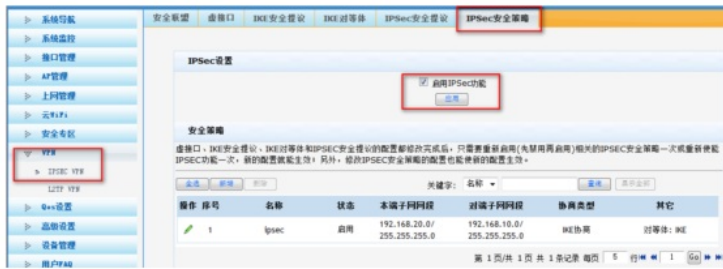 系统导航
系统监控
接口管理
AP管理
上网管理
云WiFi
安全专区
VPN
IPSEC VPN
L2TP VPN
QoS设置
高级设置
设备管理
用户FAQ
安全联盟 虚接口 IKE安全提议 IKE对等体 IPSec安全提议 IPSec安全策略
IPSec设置
启用IPSec功能
应用
安全策略
虚接口、IKE安全提议、IKE对等体和IPSEC安全提议的配置都修改完成后，只需要重新启用(先禁用再启用)相关的IPSEC安全策略一次或重新使能
IPSEC功能一次，新的配置就能生效；另外，修改IPSEC安全策略的配置也能使新的配置生效。
全选 新增 删除 关键字： 名称 查询 显示全部
操作 序号 名称 状态 本端子网网段 对端子网网段 协商类型 其它
1 ipsec 启用 192.168.20.0/ 192.168.10.0/ IKE协商 对等体：IKE
255.255.255.0 255.255.255.0
第 1 页/共 1 页 共 1 条记录 每页 5 行 1 Go